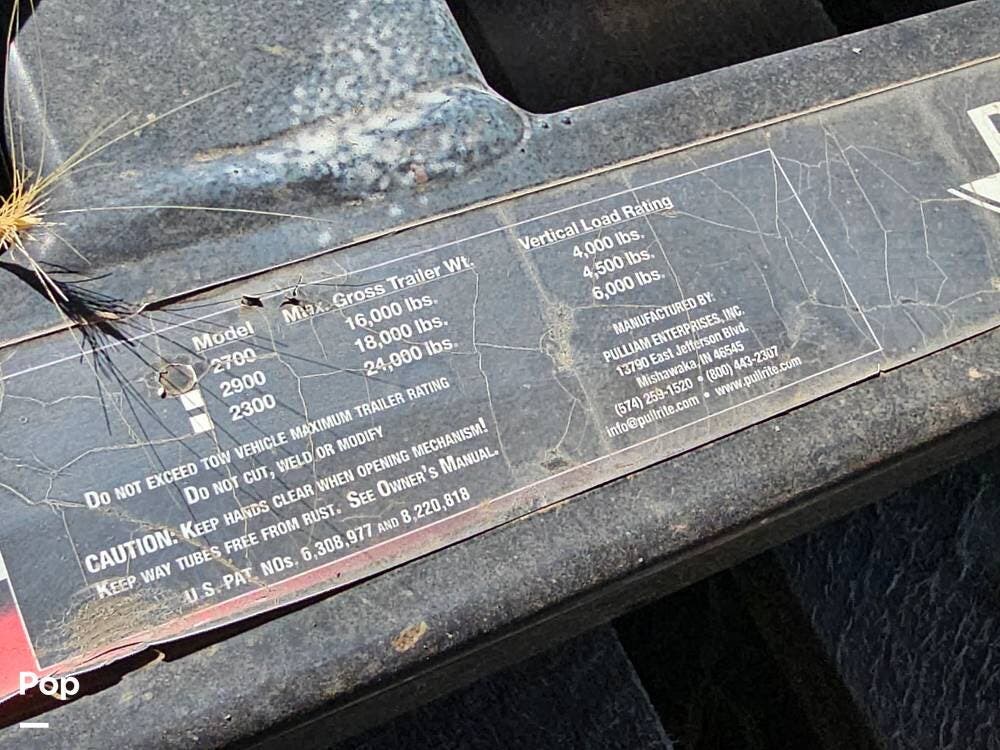 Model Max. Gross Trailer Wt. Vertical Load Rating
2700 16,000 lbs. 4,000 lbs.
2900 18,000 lbs. 4,500 lbs.
2300 24,000 lbs. 6,000 lbs.
DO NOT EXCEED TOW VEHICLE MAXIMUM TRAILER RATING
DO NOT CUT, WELD OR MODIFY
CAUTION: KEEP HANDS CLEAR WHEN OPENING MECHANISM!
KEEP WAY TUBES FREE FROM RUST. SEE OWNER'S MANUAL.
U.S. PAT NOs. 6,308,977 AND 8,220,818
MANUFACTURED BY:
PULLIAM ENTERPRISES, INC.
13790 East Jefferson Blvd.
Mishawaka, IN 46545
(574) 259-1520 • (800) 443-2307
info@pullrite.com • www.pullrite.com
Pop